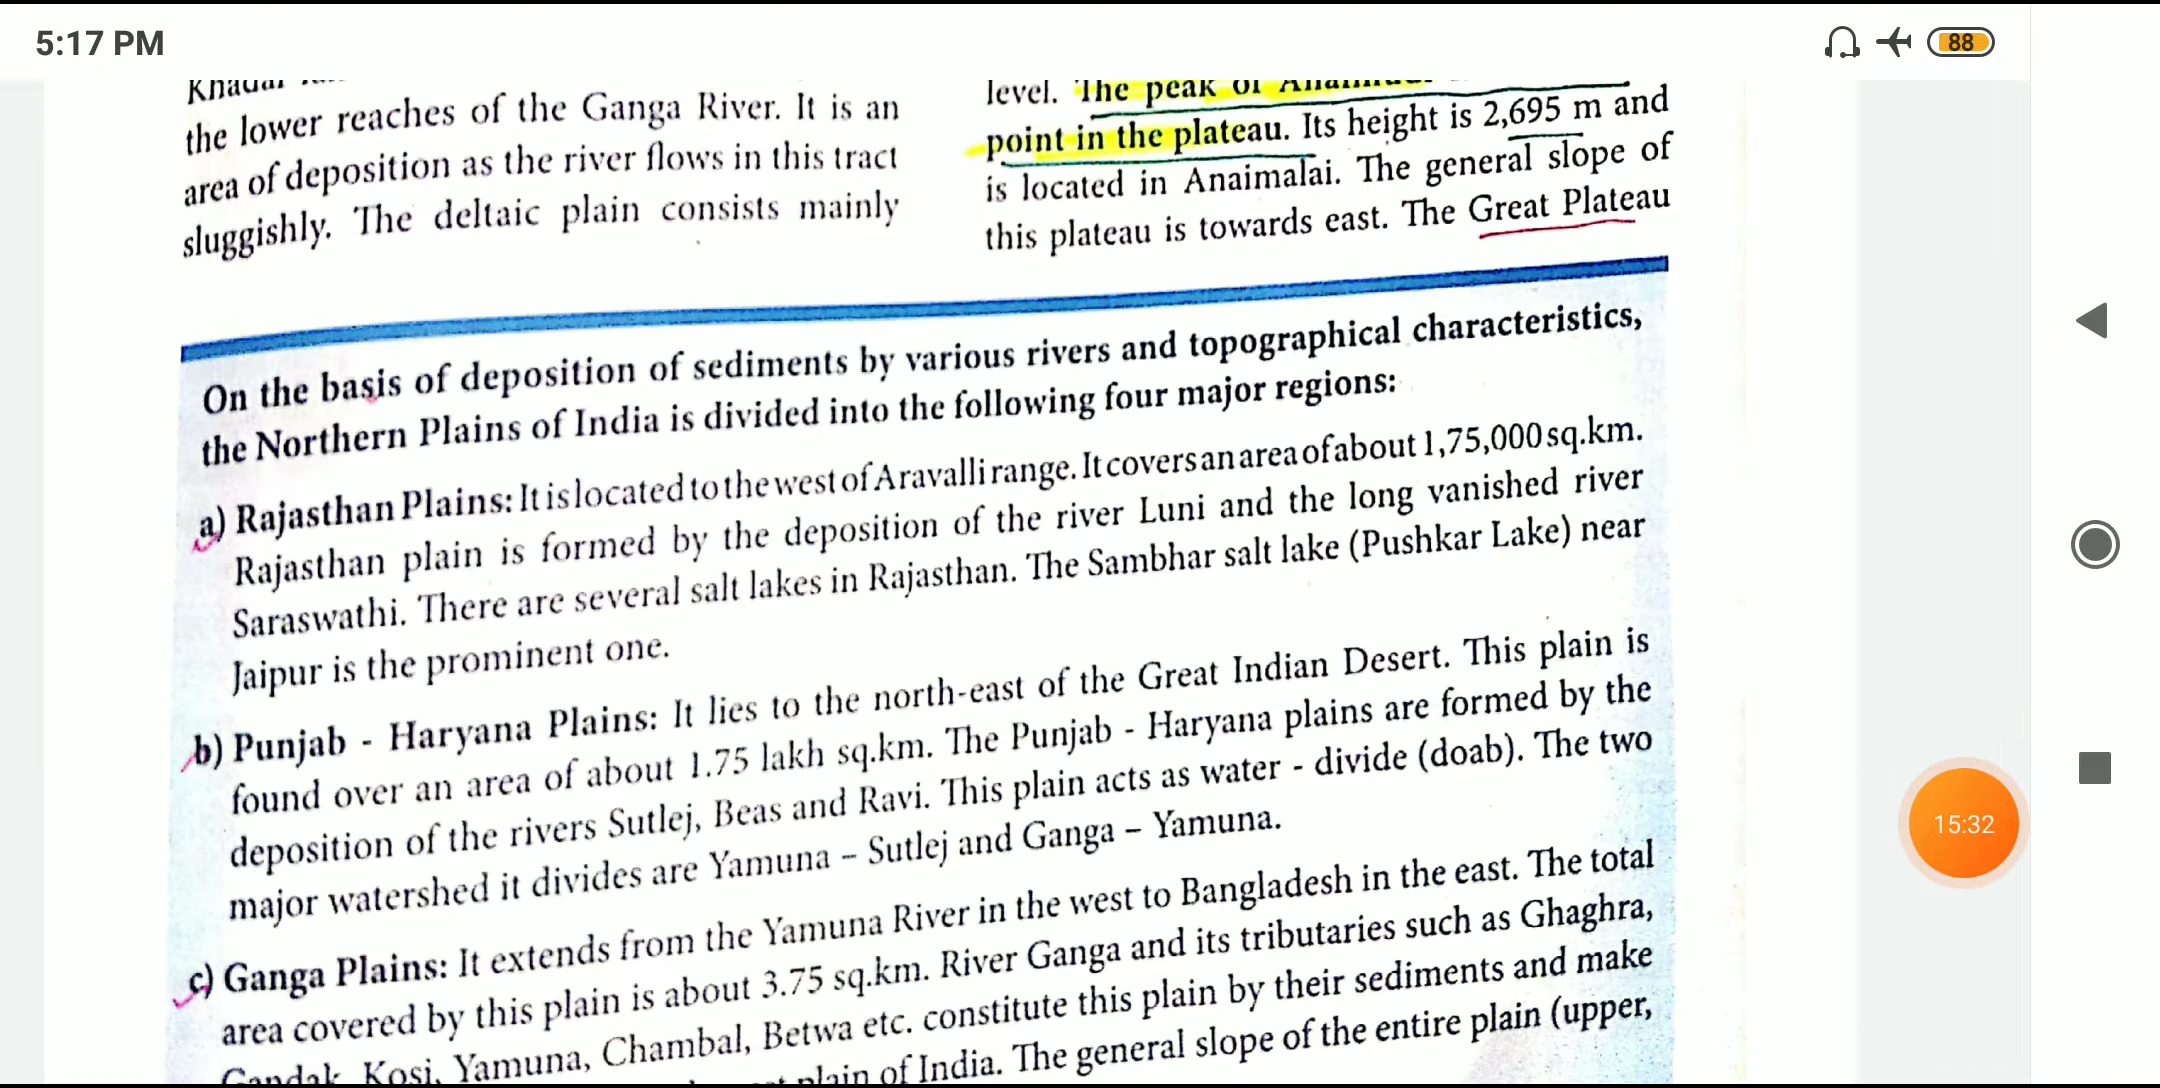 5:17 PM
88
the lower reaches of the Ganga River. It is an
area of deposition as the river flows in this tract
sluggishly. The deltaic plain consists mainly
level. The peak of
point in the plateau. Its height is 2,695 m and
is located in Anaimalai. The general slope of
this plateau is towards east. The Great Plateau
On the basis of deposition of sediments by various rivers and topographical characteristics,
the Northern Plains of India is divided into the following four major regions:
a) Rajasthan Plains: It is located to the west of Aravalli range. It covers an area of about 1,75,000 sq.km.
Rajasthan plain is formed by the deposition of the river Luni and the long vanished river
Saraswathi. There are several salt lakes in Rajasthan. The Sambhar salt lake (Pushkar Lake) near
Jaipur is the prominent one.
b) Punjab - Haryana Plains: It lies to the north-east of the Great Indian Desert. This plain is
found over an area of about 1.75 lakh sq.km. The Punjab - Haryana plains are formed by the
deposition of the rivers Sutlej, Beas and Ravi. This plain acts as water - divide (doab). The two
major watershed it divides are Yamuna – Sutlej and Ganga – Yamuna.
c) Ganga Plains: It extends from the Yamuna River in the west to Bangladesh in the east. The total
area covered by this plain is about 3.75 sq.km. River Ganga and its tributaries such as Ghaghra,
Gandak, Kosi, Yamuna, Chambal, Betwa etc. constitute this plain by their sediments and make
plain of India. The general slope of the entire plain (upper,
15:32